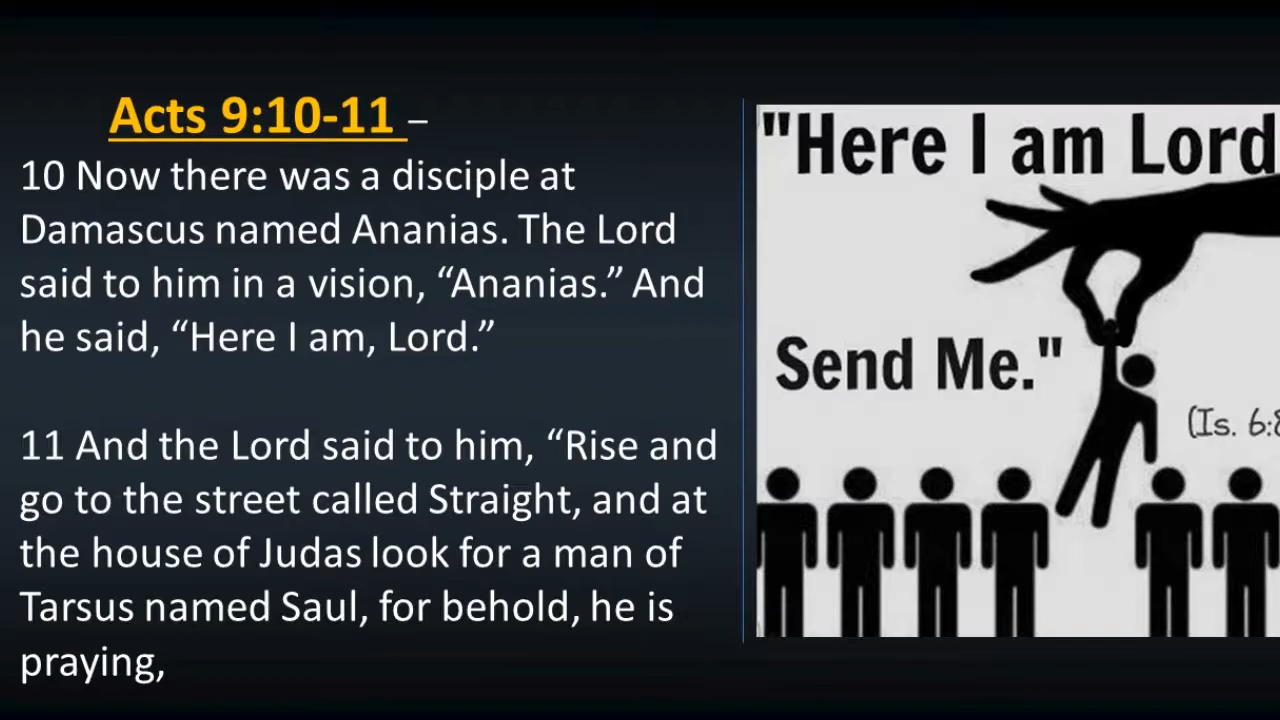 Acts 9:10-11 –
10 Now there was a disciple at
Damascus named Ananias. The Lord
said to him in a vision, “Ananias.” And
he said, “Here I am, Lord.”
11 And the Lord said to him, “Rise and
go to the street called Straight, and at
the house of Judas look for a man of
Tarsus named Saul, for behold, he is
praying,
"Here I am Lord
Send Me."
(Is. 6:8